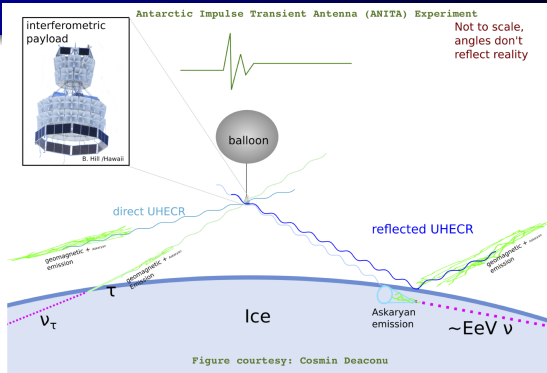 Antarctic Impulse Transient Antenna (ANITA) Experiment
interferometric
payload
B. Hill /Hawaii
Not to scale,
angles don't
reflect reality
balloon
direct UHECR
reflected UHECR
geomagnetic + Askaryan
emission
geomagnetic + Askaryan
emission
geomagnetic + Askaryan
emission
τ
ντ
Ice
Askaryan
emission
~EeV ν
Figure courtesy: Cosmin Deaconu